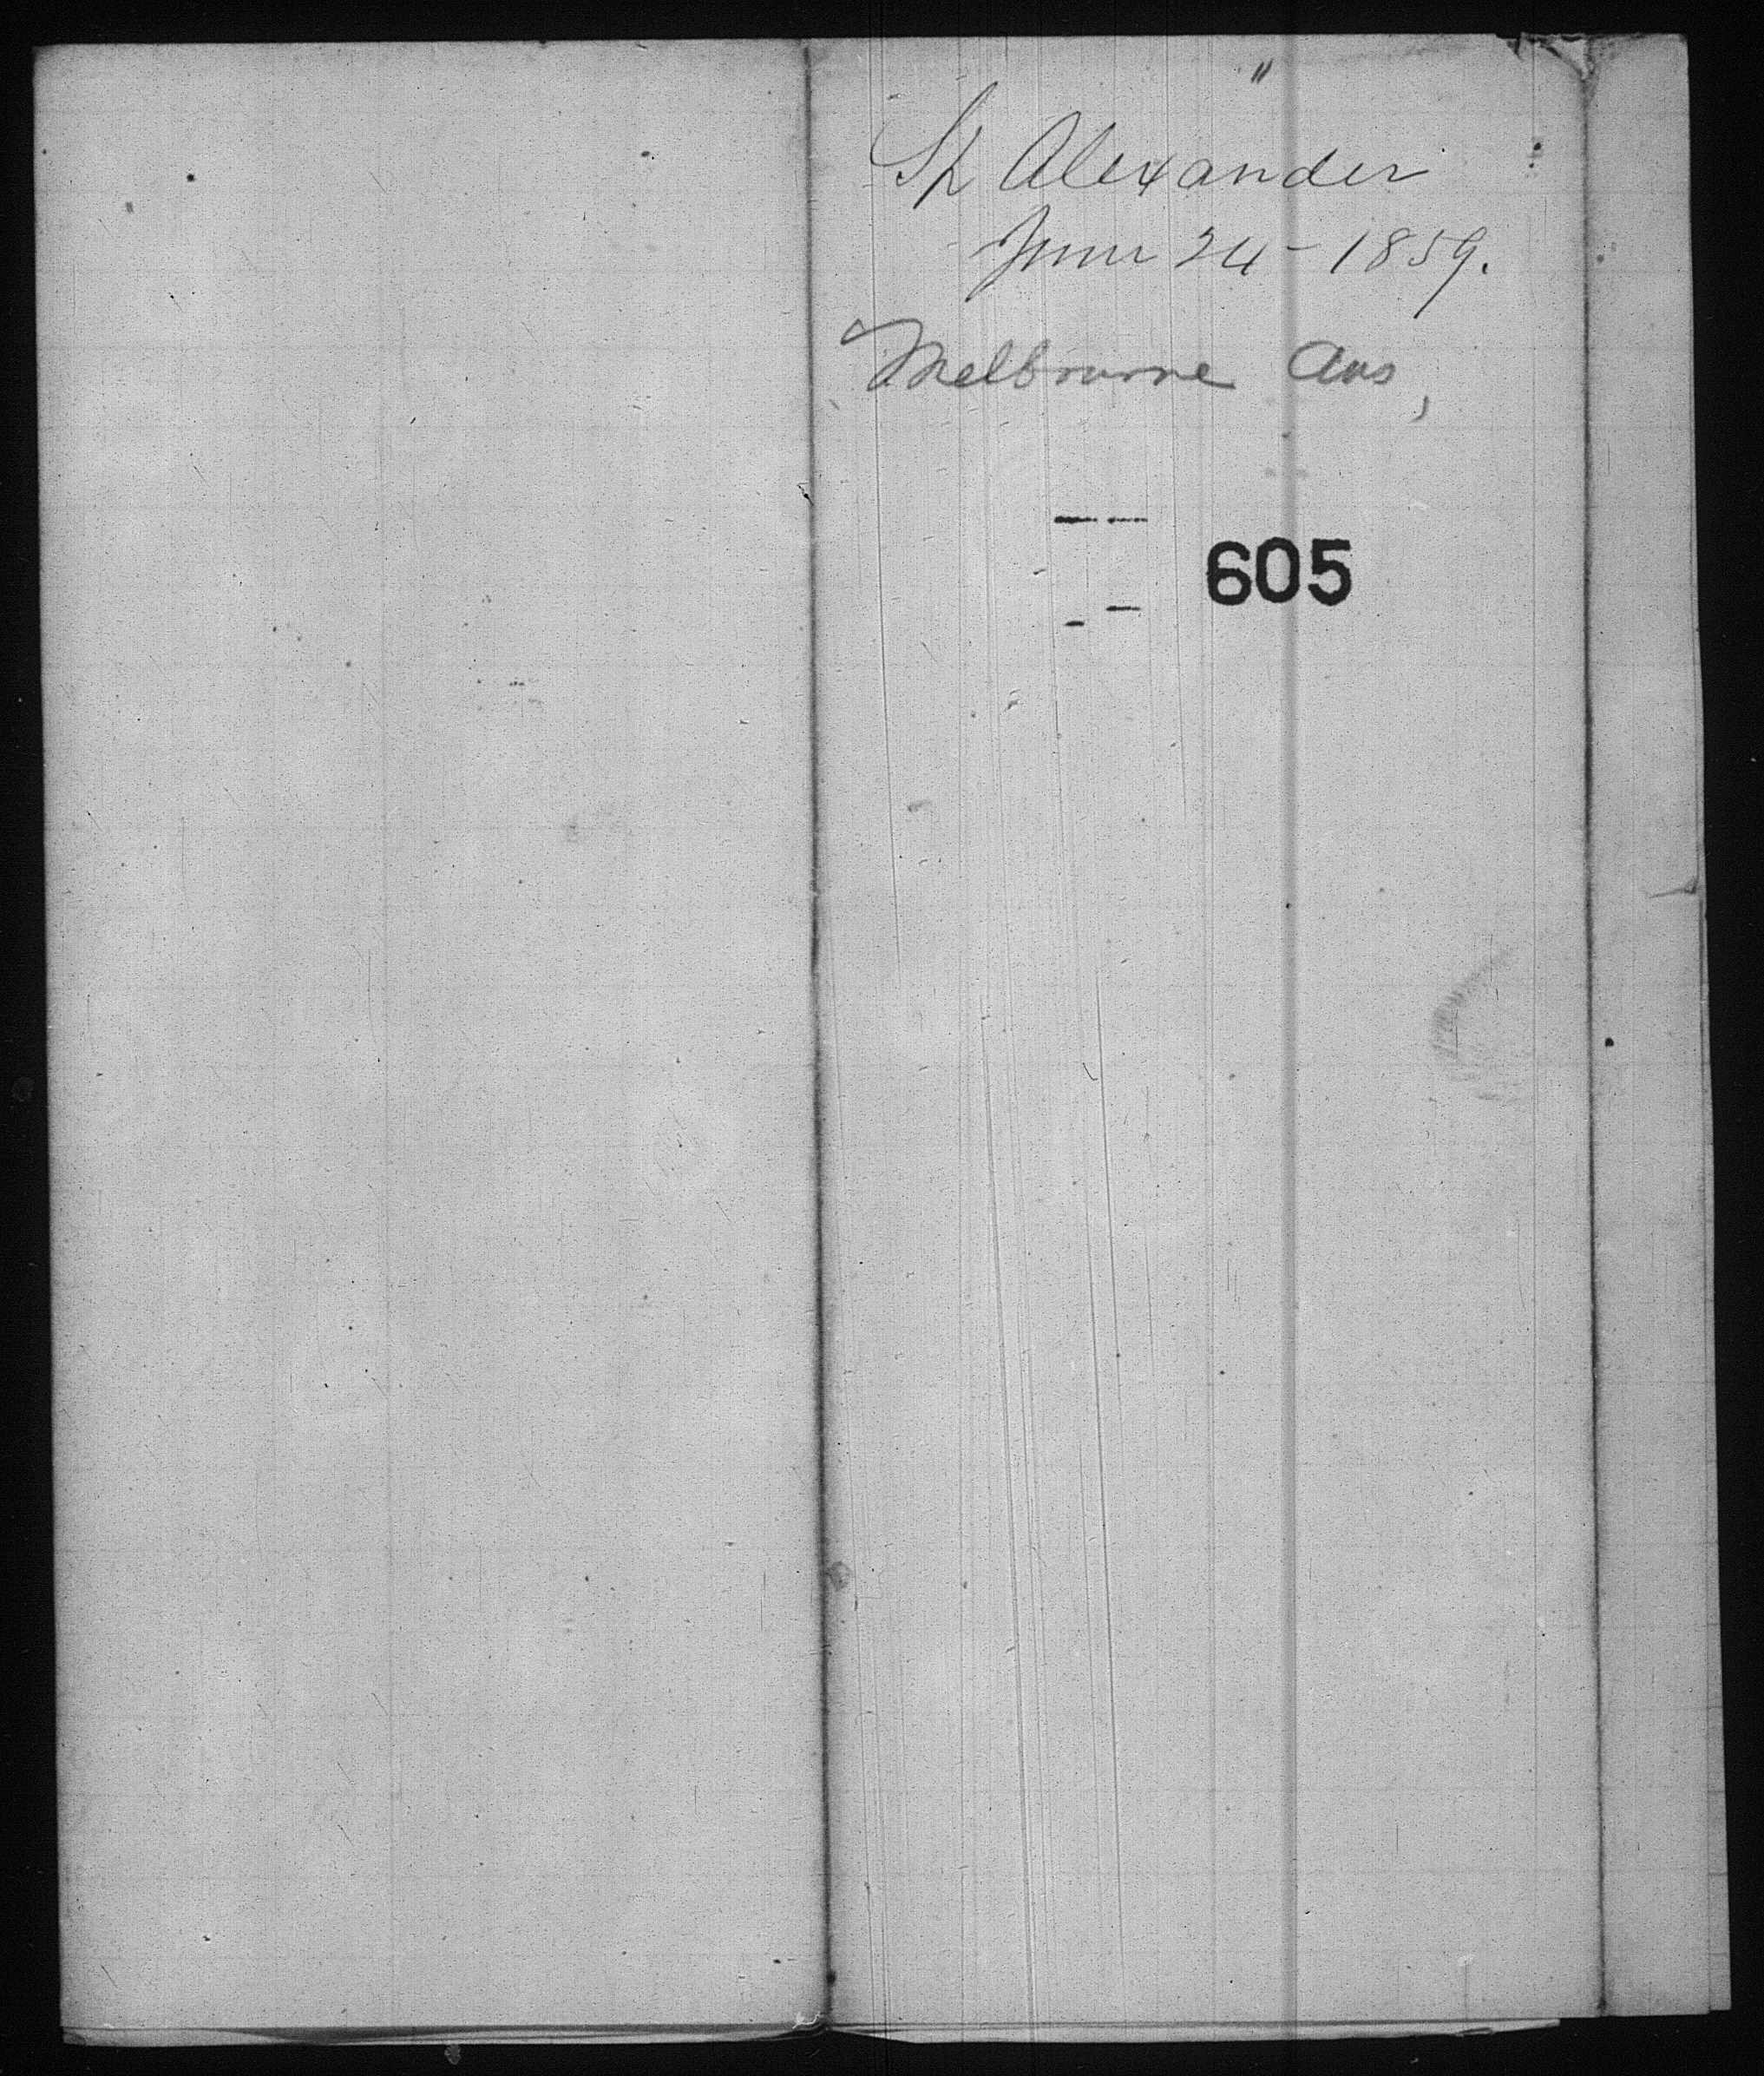 Sh Alexander
June 24 - 1859.
Melbourne Aus,
605